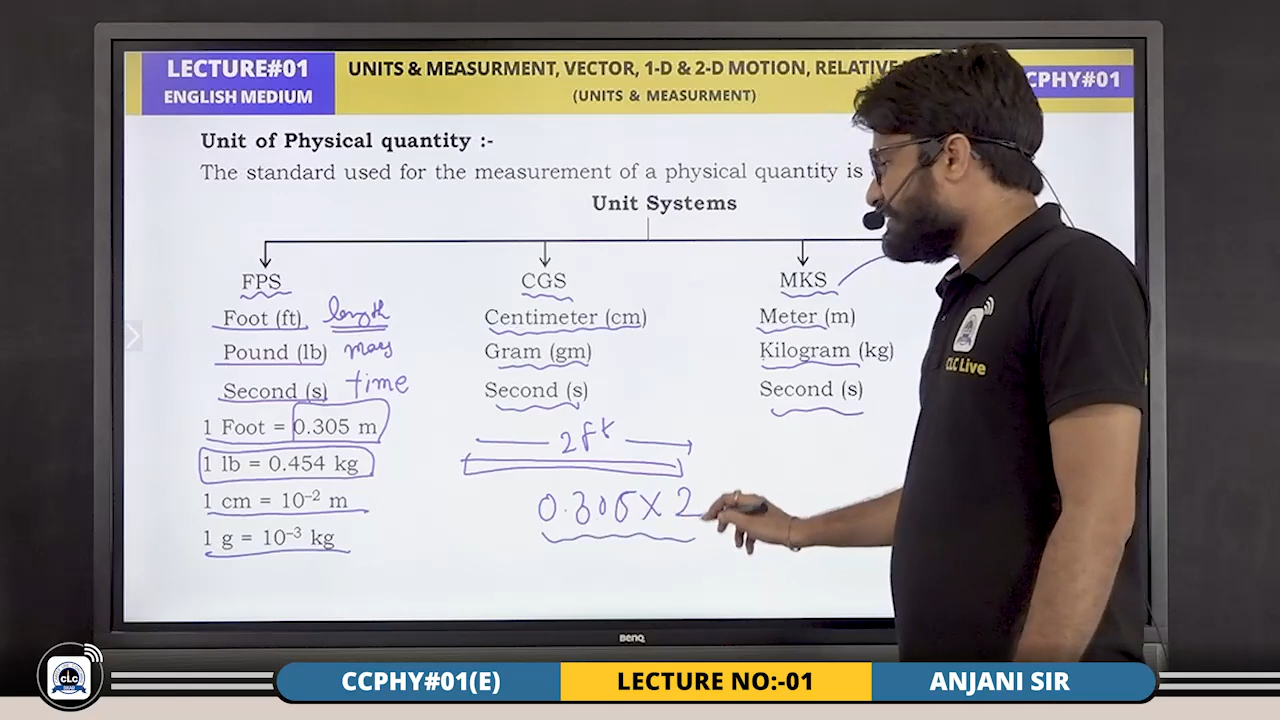 LECTURE#01
ENGLISH MEDIUM
UNITS & MEASURMENT, VECTOR, 1-D & 2-D MOTION, RELATIVE
(UNITS & MEASURMENT)
CPHY#01
Unit of Physical quantity :-
The standard used for the measurement of a physical quantity is
Unit Systems
FPS CGS MKS
Foot (ft) length Centimeter (cm) Meter (m)
Pound (lb) mass Gram (gm) Kilogram (kg)
Second (s) time Second (s) Second (s)
1 Foot = 0.305 m
2 ft
1 lb = 0.454 kg
1 cm = 10⁻² m
0.305 × 2
1 g = 10⁻³ kg
CLC Live
BenQ
CLC
SIKAR
CCPHY#01(E)
LECTURE NO:-01
ANJANI SIR